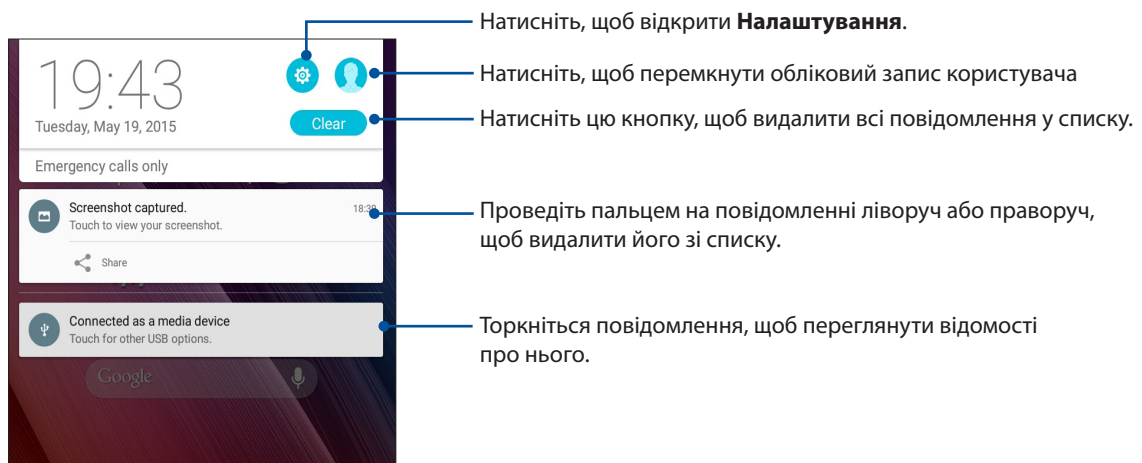 Натисніть, щоб відкрити Налаштування.
19:43
Натисніть, щоб перемкнути обліковий запис користувача
Tuesday, May 19, 2015
Clear
Натисніть цю кнопку, щоб видалити всі повідомлення у списку.
Emergency calls only
Screenshot captured.
18:39
Touch to view your screenshot.
Share
Проведіть пальцем на повідомленні ліворуч або праворуч,
щоб видалити його зі списку.
Connected as a media device
Touch for other USB options.
Торкніться повідомлення, щоб переглянути відомості
про нього.
Google